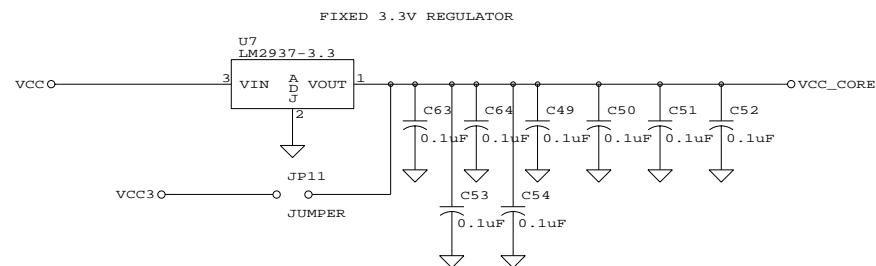 FIXED 3.3V REGULATOR
U7
LM2937-3.3
VCC
3
VIN
ADJ
VOUT
1
VCC_CORE
2
C63
C64
C49
C50
C51
C52
0.1uF
0.1uF
0.1uF
0.1uF
0.1uF
0.1uF
VCC3
JP11
JUMPER
C53
C54
0.1uF
0.1uF